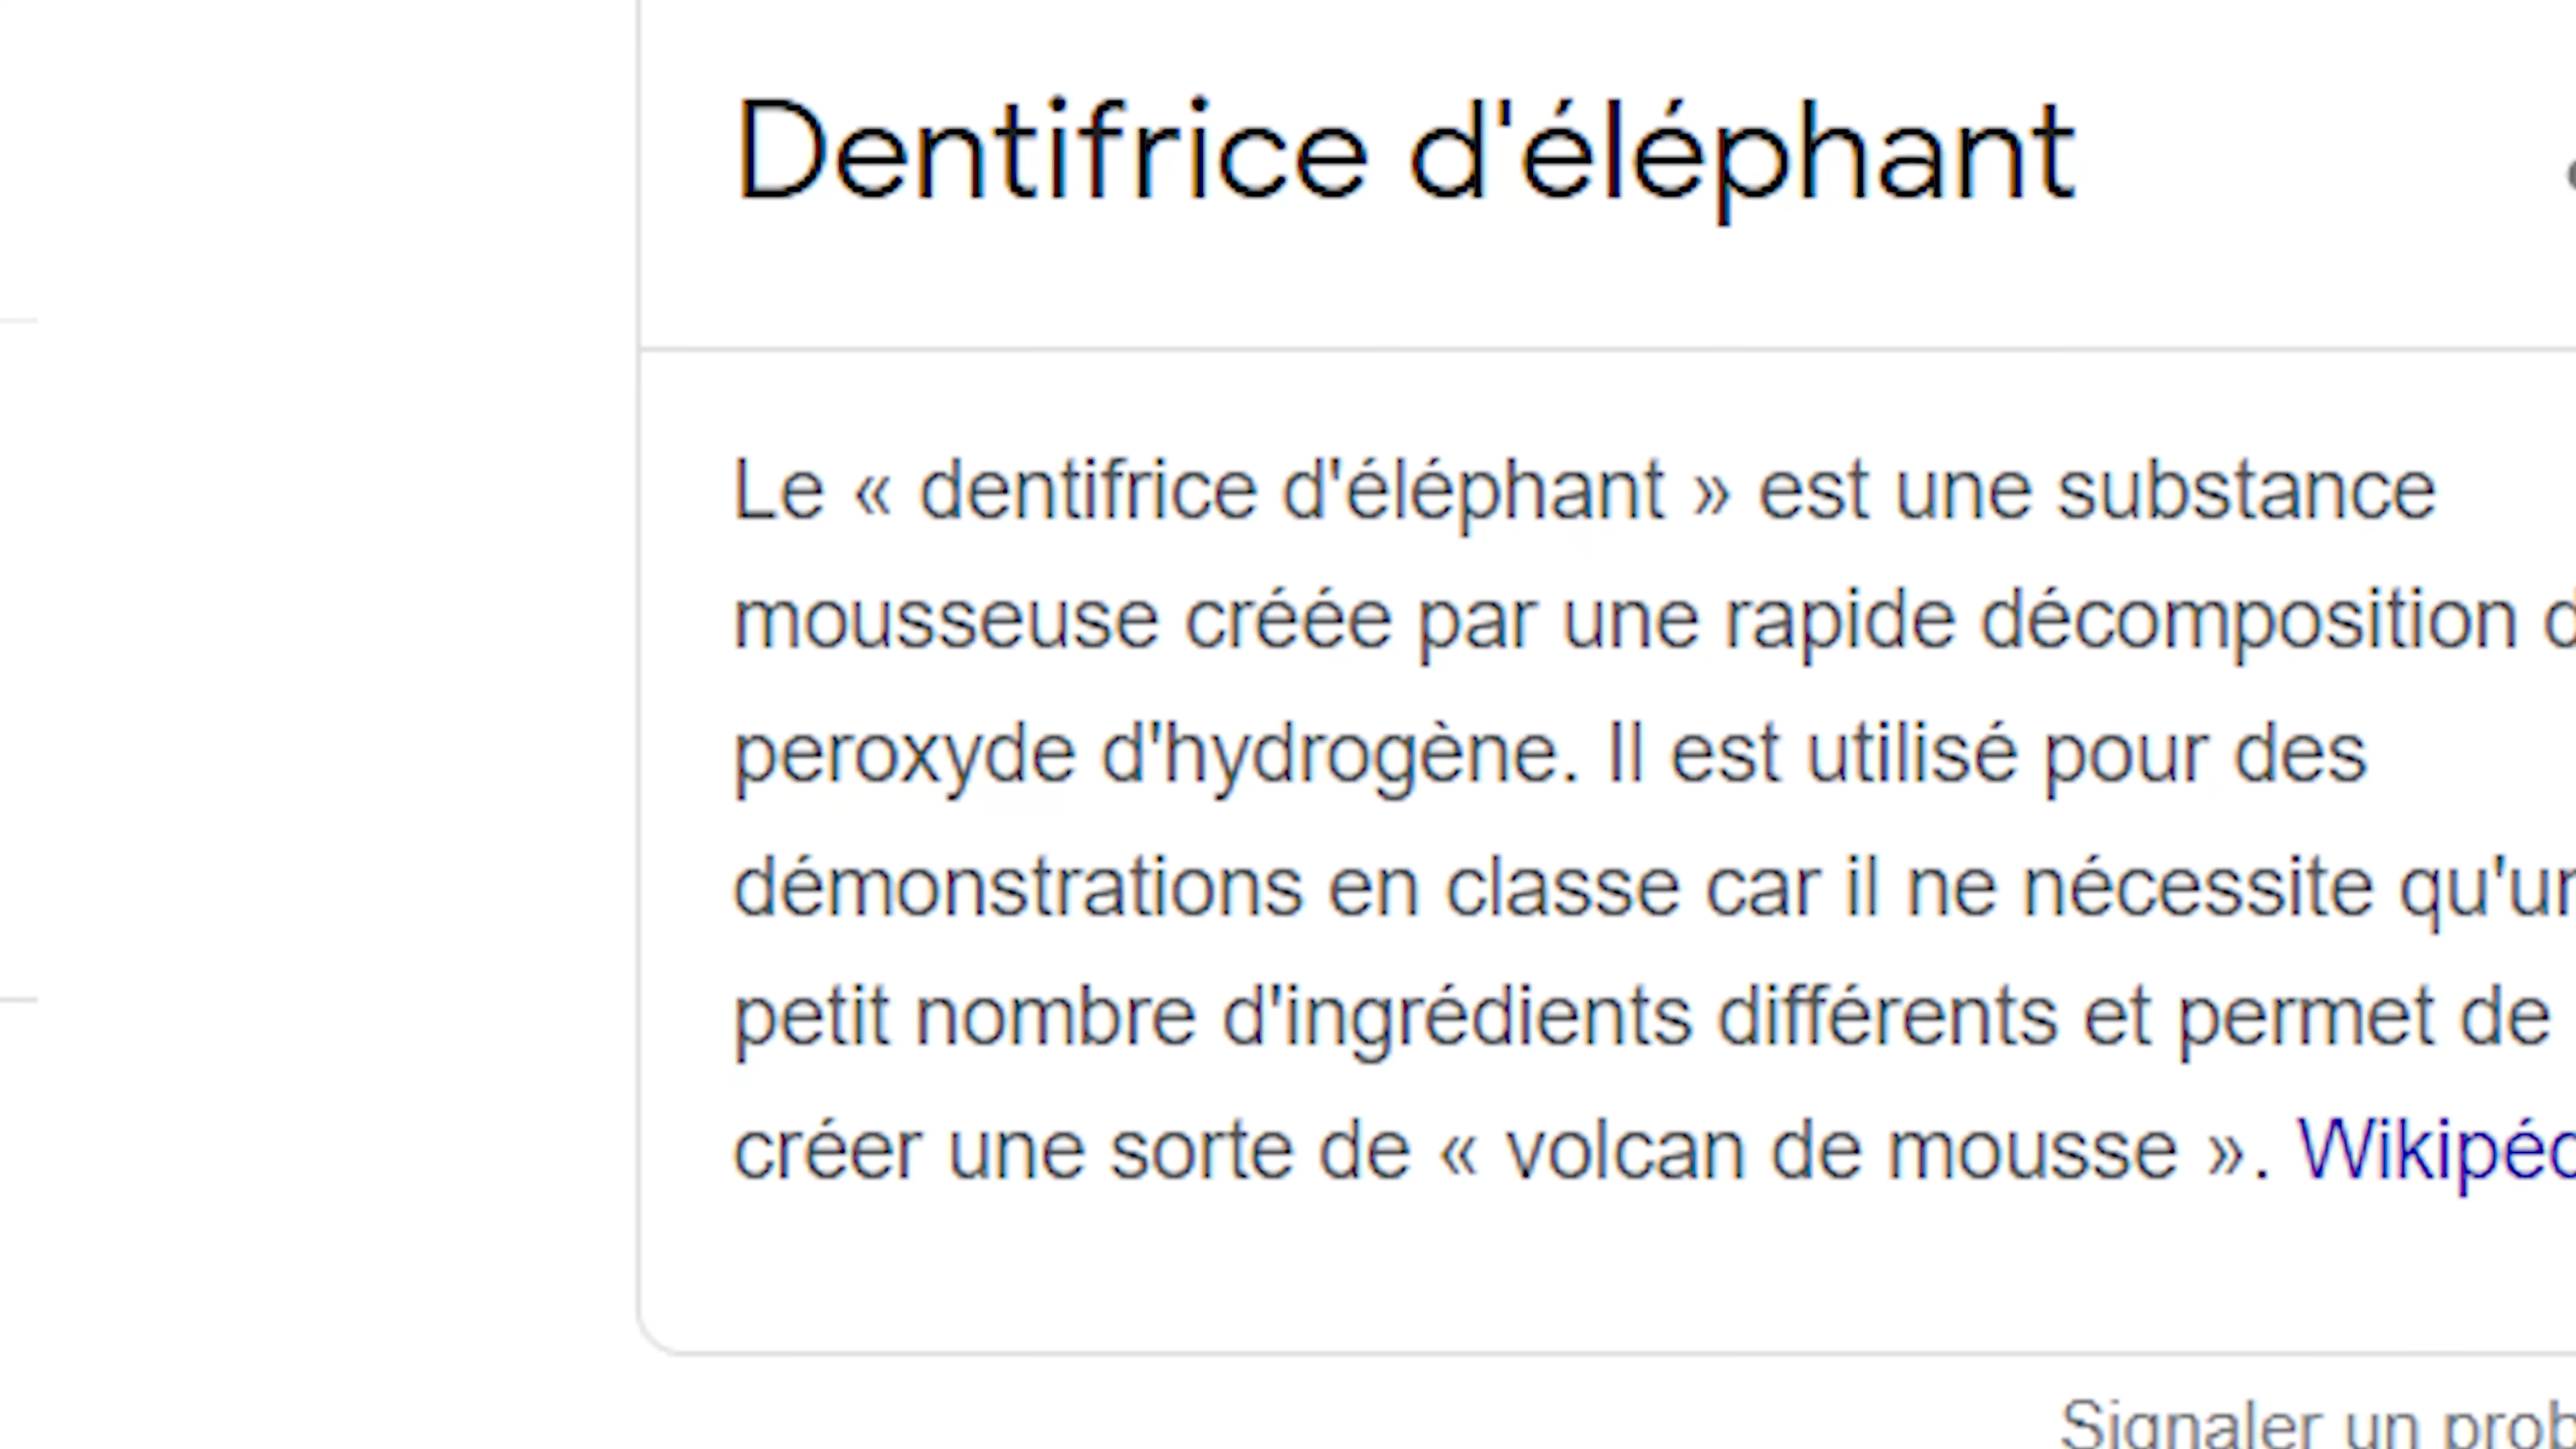 Dentifrice d'éléphant
Le « dentifrice d'éléphant » est une substance
mousseuse créée par une rapide décomposition
peroxyde d'hydrogène. Il est utilisé pour des
démonstrations en classe car il ne nécessite
petit nombre d'ingrédients différents et permet de
créer une sorte de « volcan de mousse ».
Signaler un